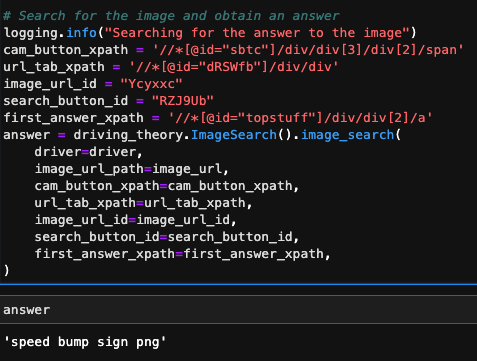 # Search for the image and obtain an answer
logging.info("Searching for the answer to the image")
cam_button_xpath = '//*[@id="sbtc"]/div/div[3]/div[2]/span'
url_tab_xpath = '//*[@id="dRSWfb"]/div/div'
image_url_id = "Ycyxxc"
search_button_id = "RZJ9Ub"
first_answer_xpath = '//*[@id="topstuff"]/div/div[2]/a'
answer = driving_theory.ImageSearch().image_search(
    driver=driver,
    image_url_path=image_url,
    cam_button_xpath=cam_button_xpath,
    url_tab_xpath=url_tab_xpath,
    image_url_id=image_url_id,
    search_button_id=search_button_id,
    first_answer_xpath=first_answer_xpath,
)
answer
'speed bump sign png'